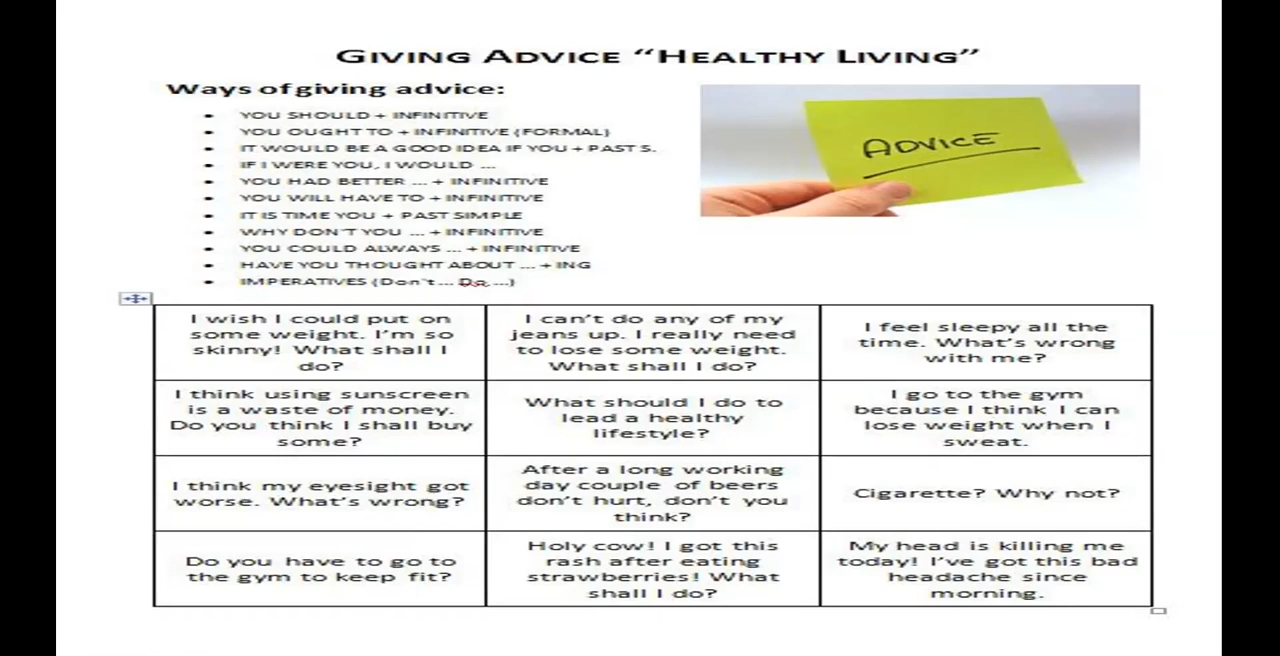 GIVING ADVICE “HEALTHY LIVING”
Ways of giving advice:
• YOU SHOULD + INFINITIVE
• YOU OUGHT TO + INFINITIVE (FORMAL)
• IT WOULD BE A GOOD IDEA IF YOU + PAST S.
• IF I WERE YOU, I WOULD ...
• YOU HAD BETTER ... + INFINITIVE
• YOU WILL HAVE TO + INFINITIVE
• IT IS TIME YOU + PAST SIMPLE
• WHY DON'T YOU ... + INFINITIVE
• YOU COULD ALWAYS ... + INFINITIVE
• HAVE YOU THOUGHT ABOUT ... + ING
• IMPERATIVES (Don't ... Do ...)
ADVICE
I wish I could put on
some weight. I’m so
skinny! What shall I
do?
I can’t do any of my
jeans up. I really need
to lose some weight.
What shall I do?
I feel sleepy all the
time. What’s wrong
with me?
I think using sunscreen
is a waste of money.
Do you think I shall buy
some?
What should I do to
lead a healthy
lifestyle?
I go to the gym
because I think I can
lose weight when I
sweat.
I think my eyesight got
worse. What’s wrong?
After a long working
day couple of beers
don’t hurt, don’t you
think?
Cigarette? Why not?
Do you have to go to
the gym to keep fit?
Holy cow! I got this
rash after eating
strawberries! What
shall I do?
My head is killing me
today! I’ve got this bad
headache since
morning.